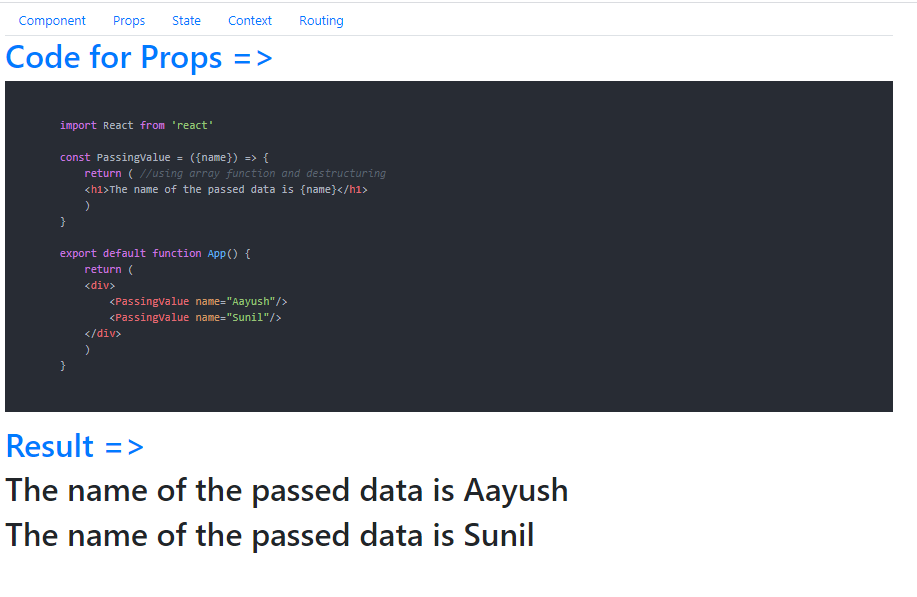 Component Props State Context Routing
Code for Props =>
import React from 'react'
const PassingValue = ({name}) => {
return ( //using array function and destructuring
<h1>The name of the passed data is {name}</h1>
)
}
export default function App() {
return (
<div>
<PassingValue name="Aayush"/>
<PassingValue name="Sunil"/>
</div>
)
}
Result =>
The name of the passed data is Aayush
The name of the passed data is Sunil